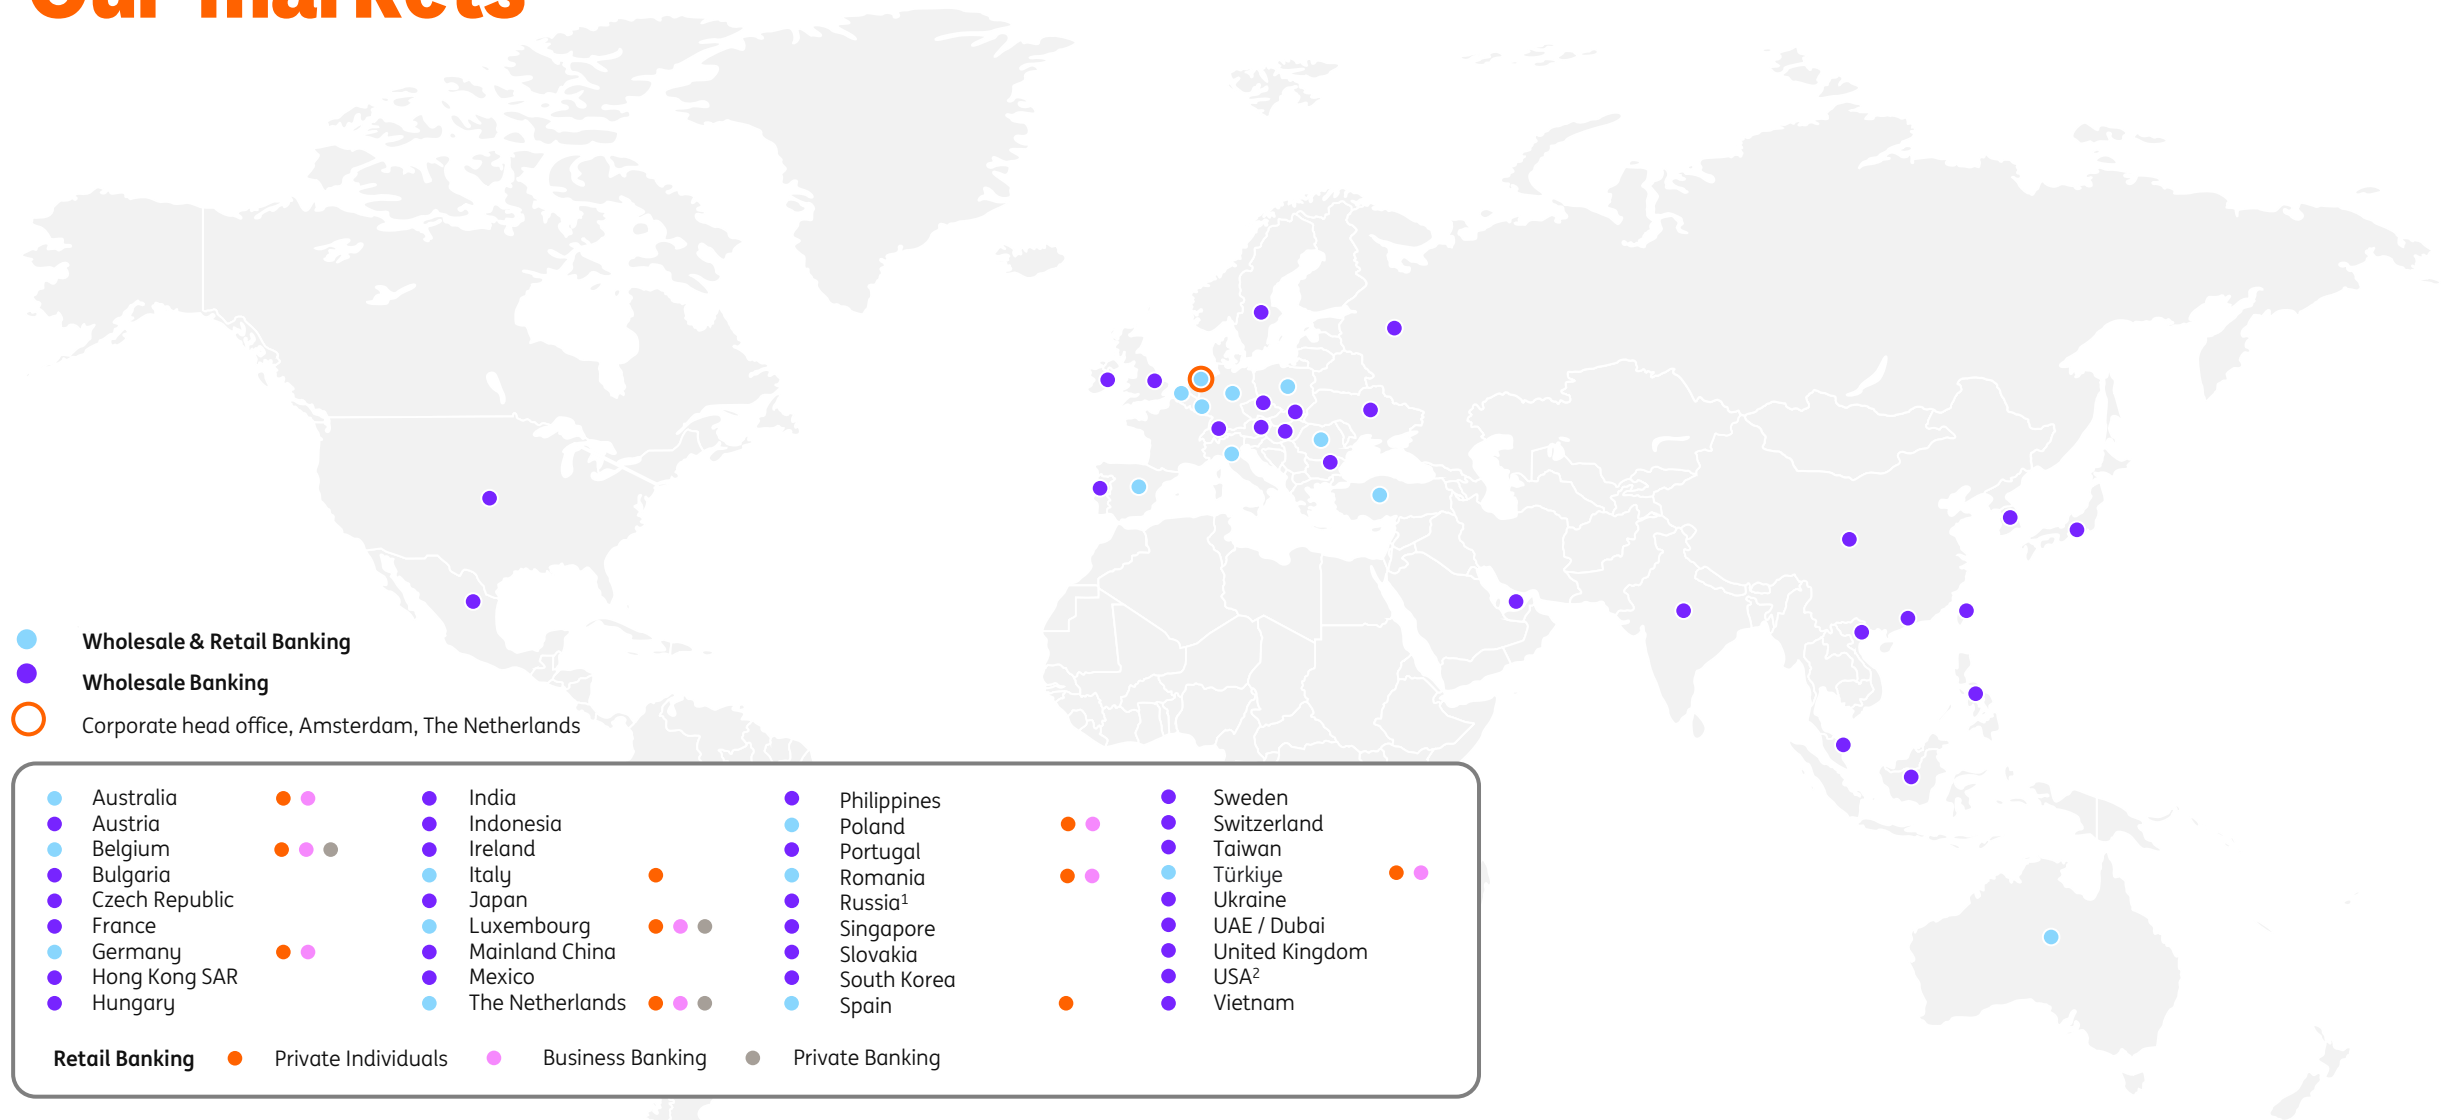 Our markets
Wholesale & Retail Banking
Wholesale Banking
Corporate head office, Amsterdam, The Netherlands
Australia
Austria
Belgium
Bulgaria
Czech Republic
France
Germany
Hong Kong SAR
Hungary
India
Indonesia
Ireland
Italy
Japan
Luxembourg
Mainland China
Mexico
The Netherlands
Philippines
Poland
Portugal
Romania
Russia¹
Singapore
Slovakia
South Korea
Spain
Sweden
Switzerland
Taiwan
Türkiye
Ukraine
UAE / Dubai
United Kingdom
USA²
Vietnam
Retail Banking Private Individuals Business Banking Private Banking